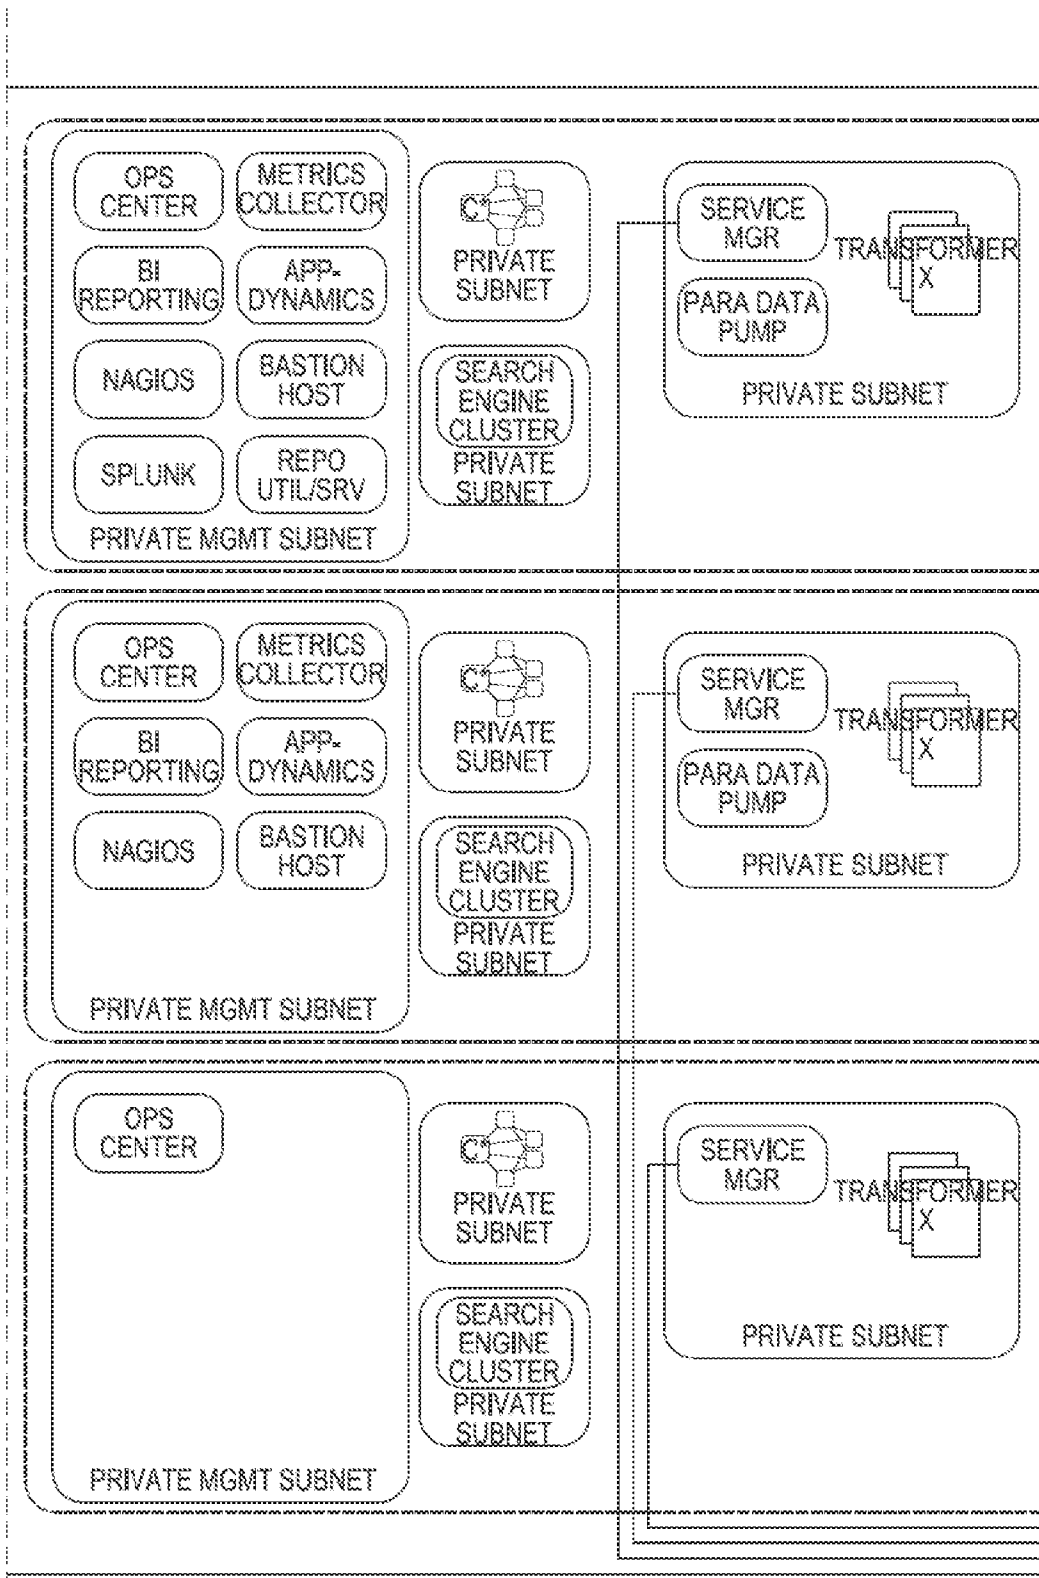 OPS
CENTER
METRICS
COLLECTOR
BI
REPORTING
APP-
DYNAMICS
NAGIOS
BASTION
HOST
SPLUNK
REPO
UTIL/SRV
PRIVATE MGMT SUBNET
C*
PRIVATE
SUBNET
SEARCH
ENGINE
CLUSTER
PRIVATE
SUBNET
SERVICE
MGR
TRANSFORMER
X
PARA DATA
PUMP
PRIVATE SUBNET
OPS
CENTER
METRICS
COLLECTOR
BI
REPORTING
APP-
DYNAMICS
NAGIOS
BASTION
HOST
PRIVATE MGMT SUBNET
C*
PRIVATE
SUBNET
SEARCH
ENGINE
CLUSTER
PRIVATE
SUBNET
SERVICE
MGR
TRANSFORMER
X
PARA DATA
PUMP
PRIVATE SUBNET
OPS
CENTER
PRIVATE MGMT SUBNET
C*
PRIVATE
SUBNET
SEARCH
ENGINE
CLUSTER
PRIVATE
SUBNET
SERVICE
MGR
TRANSFORMER
X
PRIVATE SUBNET